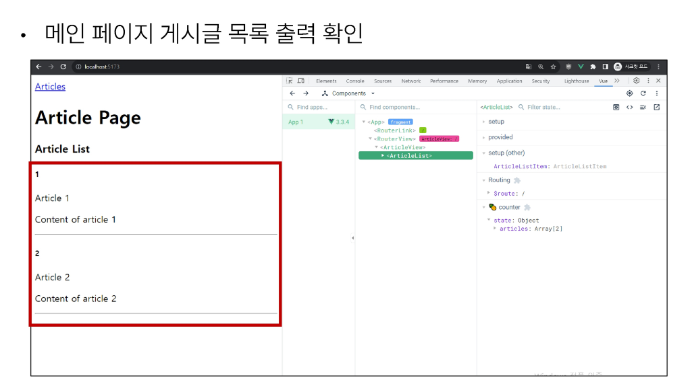 • 메인 페이지 게시글 목록 출력 확인
localhost:5173
Elements Console Sources Network Performance Memory Application Security Lighthouse Vue
Components
Find apps... Find components... <ArticleList> Filter state...
App 1 3.3.4
<App> fragment
<RouterLink>
<RouterView>
<ArticleView>
<ArticleList>
setup
provided
setup (other)
ArticleListItem: ArticleListItem
Routing
$route: /
counter
state: Object
articles: Array[2]
Articles
Article Page
Article List
1
Article 1
Content of article 1
2
Article 2
Content of article 2